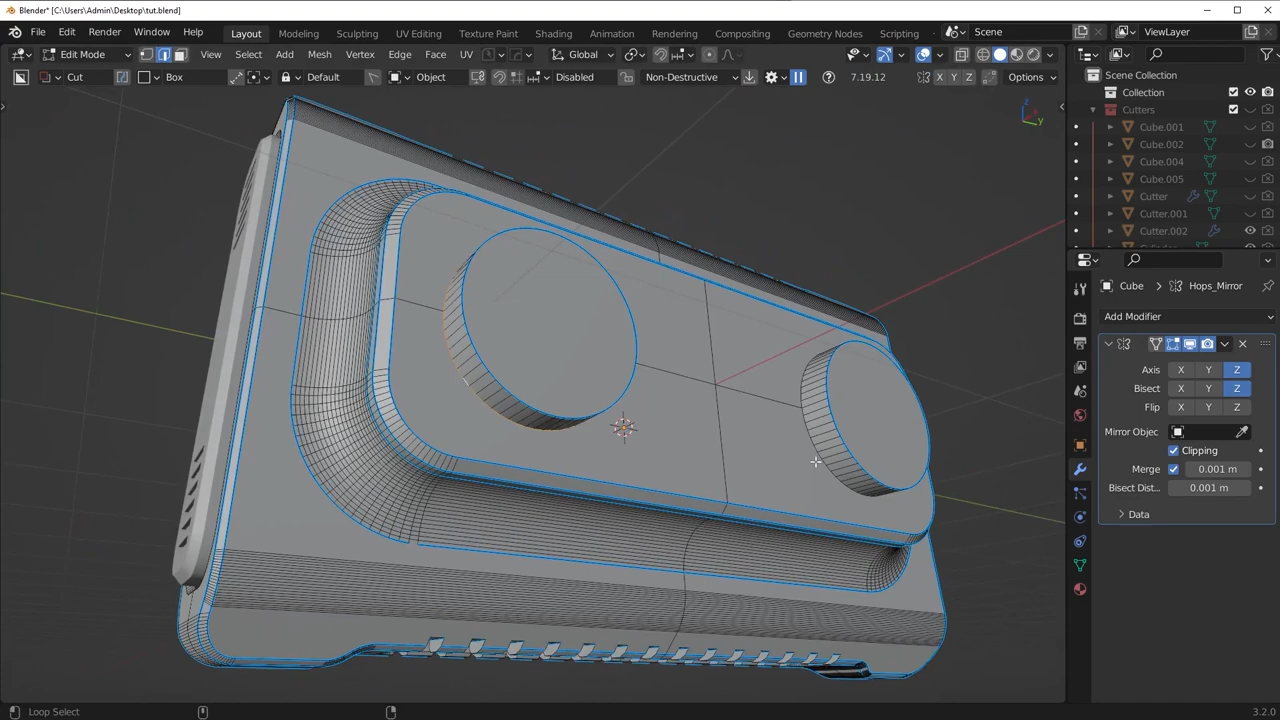 Blender* [C:\Users\Admin\Desktop\tut.blend]
File Edit Render Window Help Layout Modeling Sculpting UV Editing Texture Paint Shading Animation Rendering Compositing Geometry Nodes Scripting Scene ViewLayer
Edit Mode View Select Add Mesh Vertex Edge Face UV Global
Cut Box Default Object Disabled Non-Destructive 7.19.12 X Y Z Options
Scene Collection
Collection
Cutters
Cube.001
Cube.002
Cube.004
Cube.005
Cutter
Cutter.001
Cutter.002
z
y
Cube > Hops_Mirror
Add Modifier
Axis X Y Z
Bisect X Y Z
Flip X Y Z
Mirror Objec
Clipping
Merge 0.001 m
Bisect Dist... 0.001 m
Data
Loop Select 3.2.0